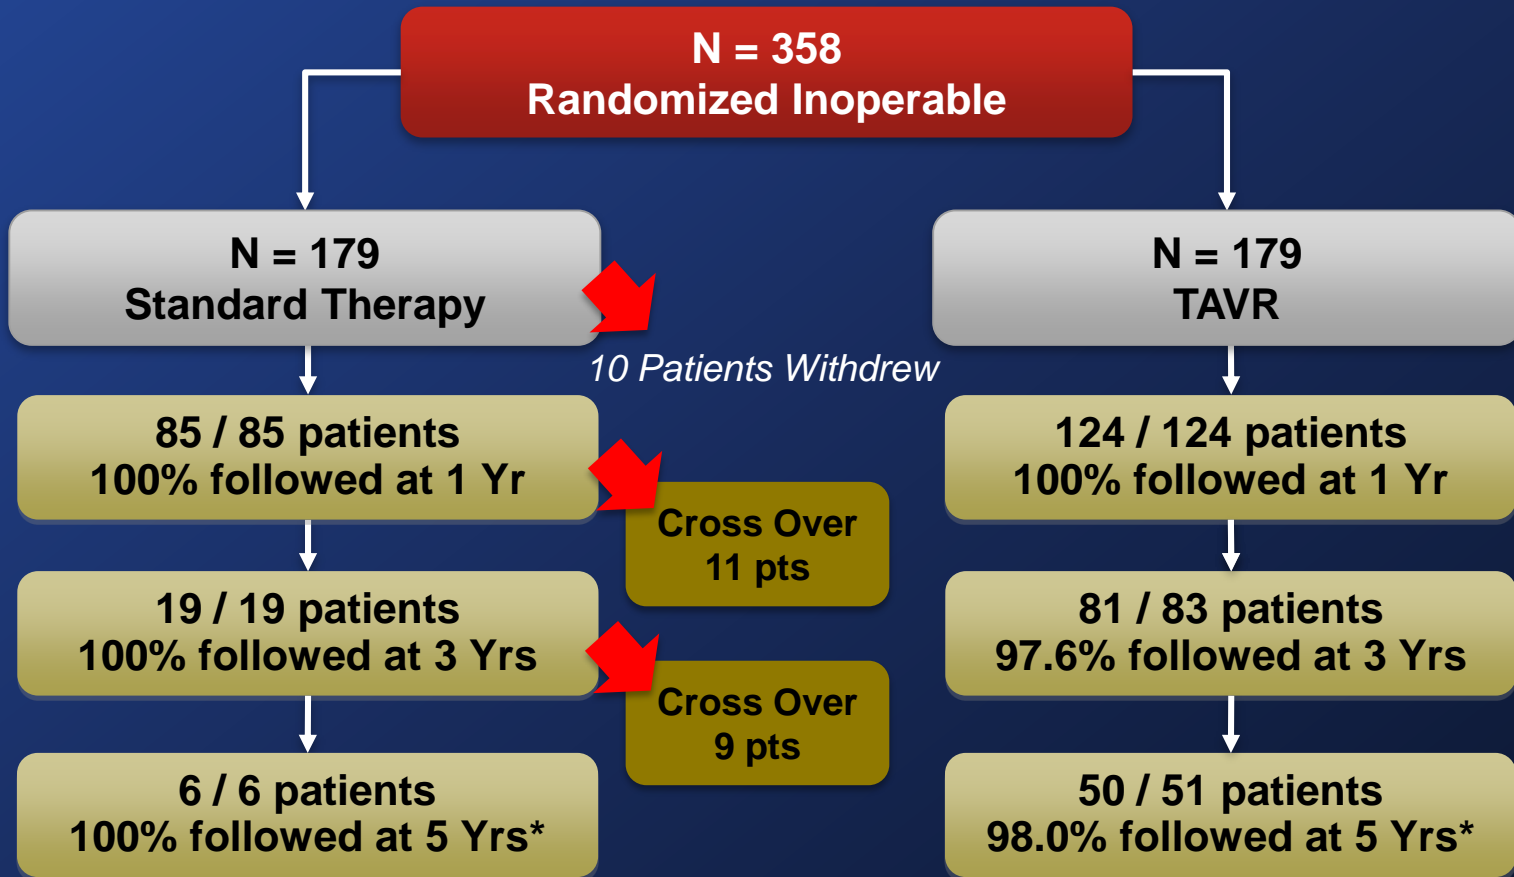 N = 358
Randomized Inoperable
N = 179
Standard Therapy
N = 179
TAVR
10 Patients Withdrew
85 / 85 patients
100% followed at 1 Yr
124 / 124 patients
100% followed at 1 Yr
Cross Over
11 pts
19 / 19 patients
100% followed at 3 Yrs
81 / 83 patients
97.6% followed at 3 Yrs
Cross Over
9 pts
6 / 6 patients
100% followed at 5 Yrs*
50 / 51 patients
98.0% followed at 5 Yrs*